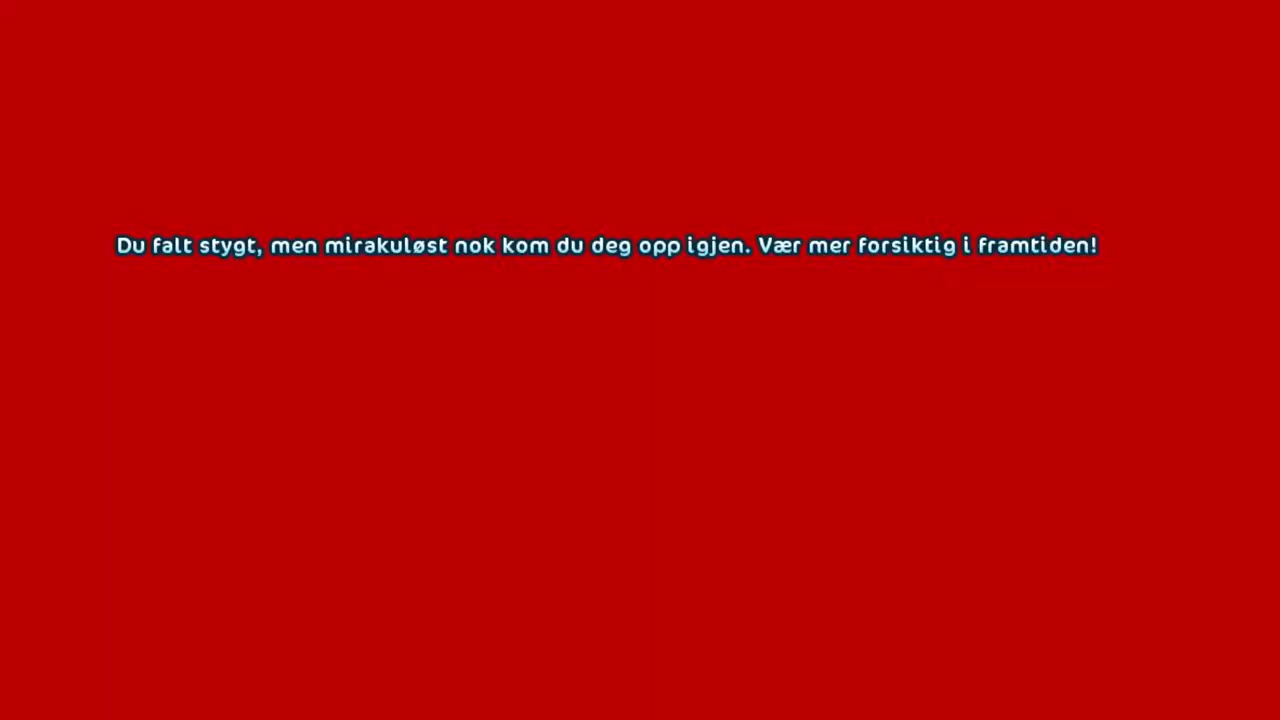 Du falt stygt, men mirakuløst nok kom du deg opp igjen. Vær mer forsiktig i framtiden!